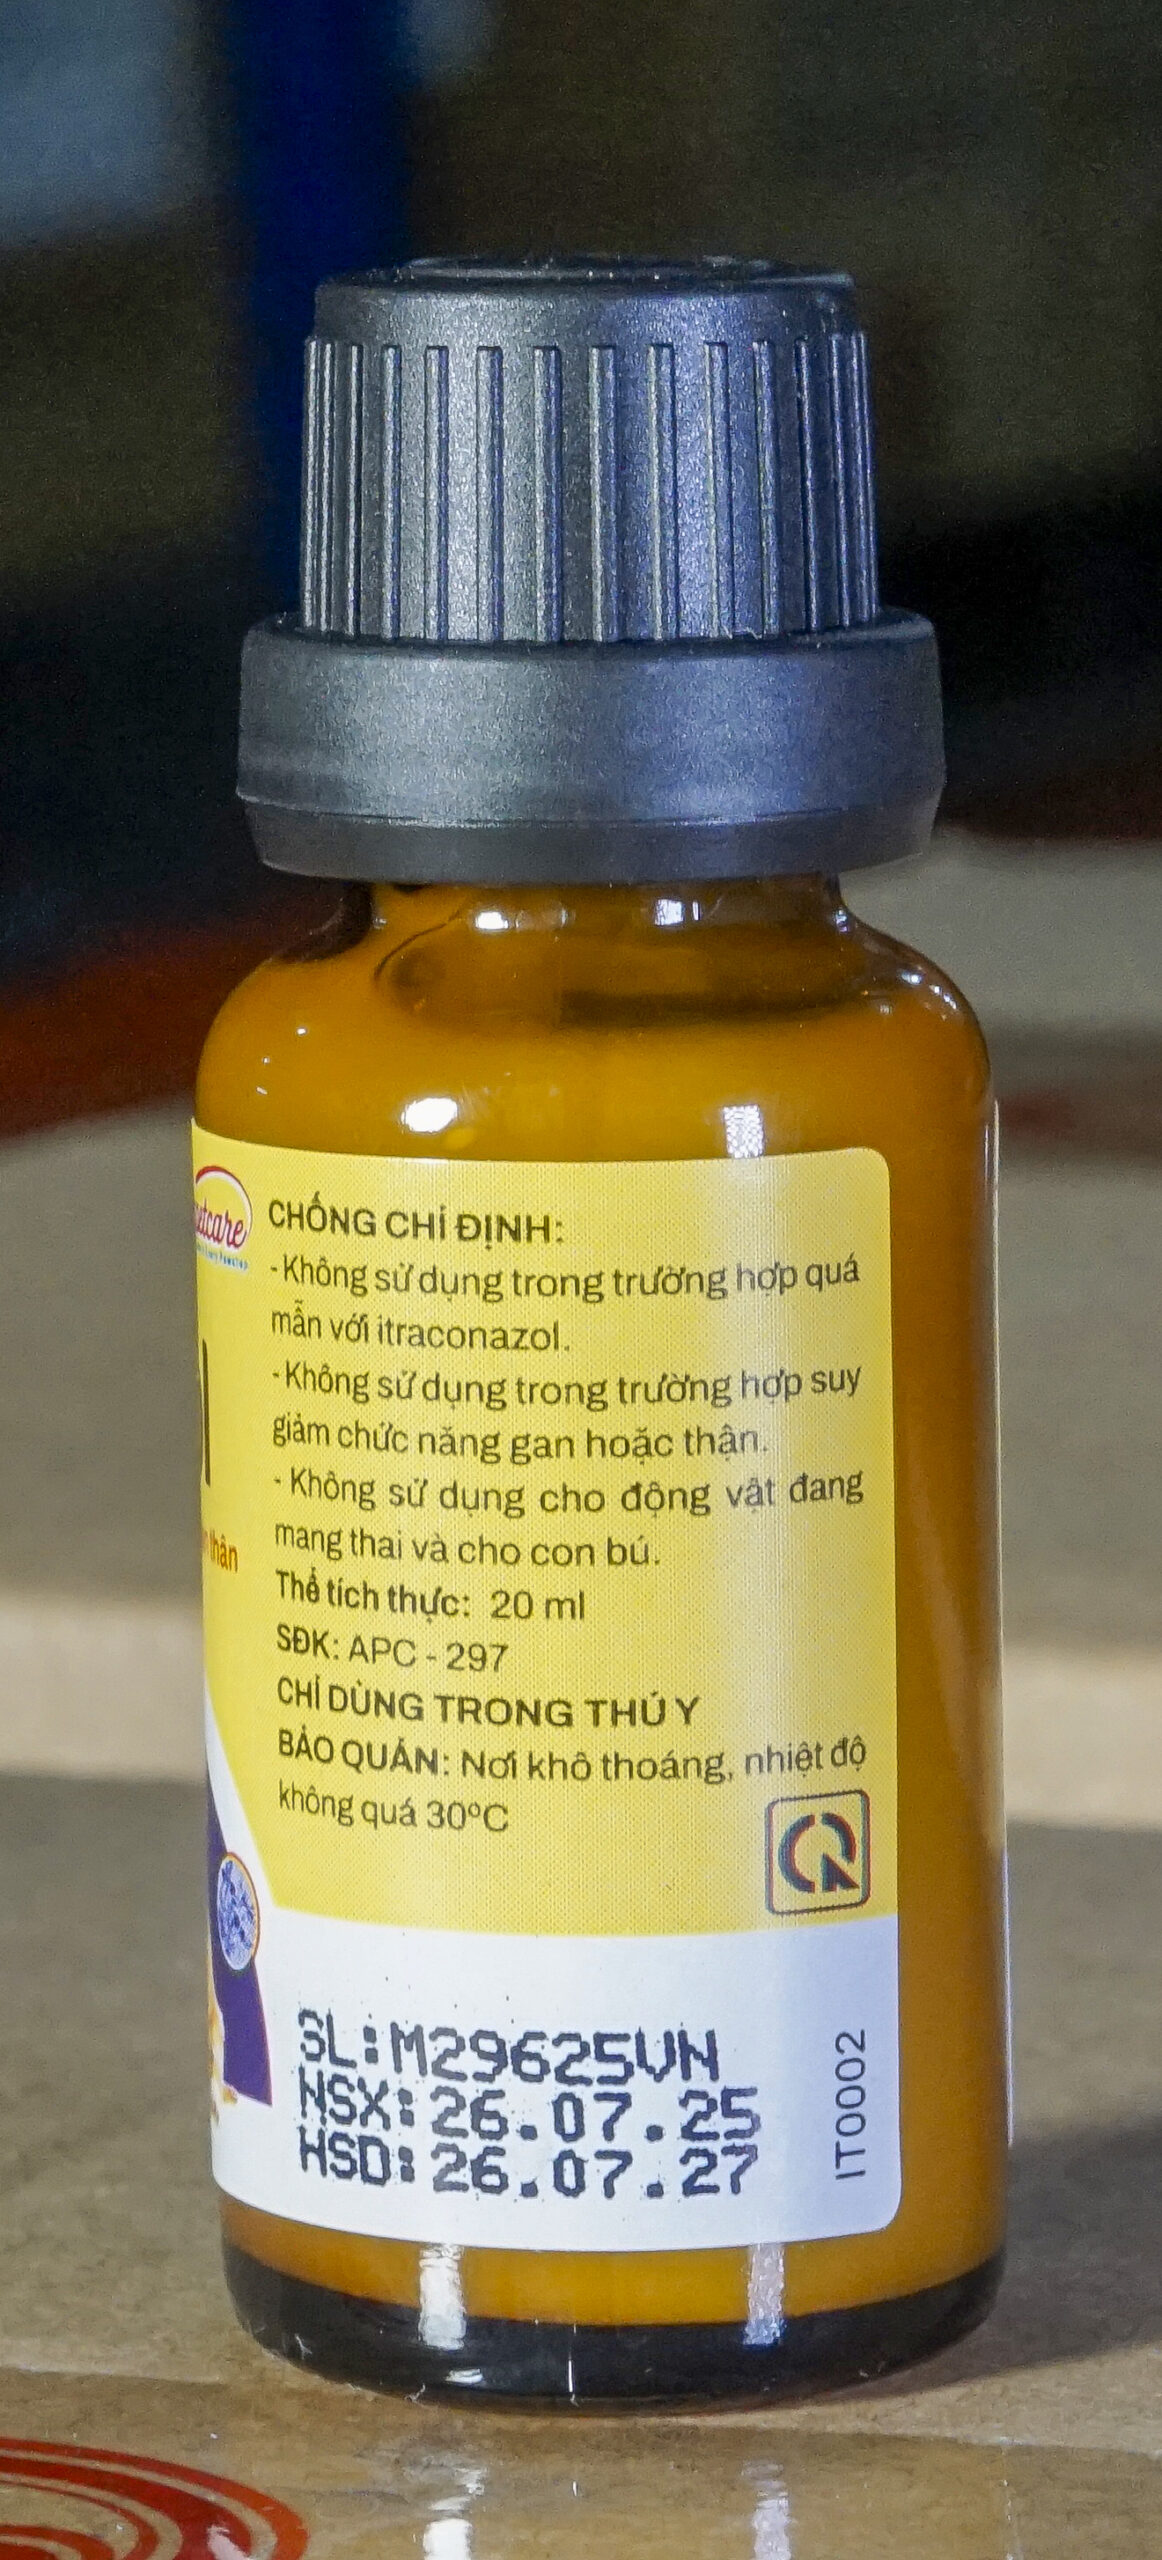 etcare
CHỐNG CHỈ ĐỊNH:
- Không sử dụng trong trường hợp quá
mẫn với itraconazol.
- Không sử dụng trong trường hợp suy
giảm chức năng gan hoặc thận.
- Không sử dụng cho động vật đang
mang thai và cho con bú.
thân
Thể tích thực: 20 ml
SĐK: APC - 297
CHỈ DÙNG TRONG THÚ Y
BẢO QUẢN: Nơi khô thoáng, nhiệt độ
không quá 30ºC
SL:M29625VN
NSX:26.07.25
HSD:26.07.27
IT0002